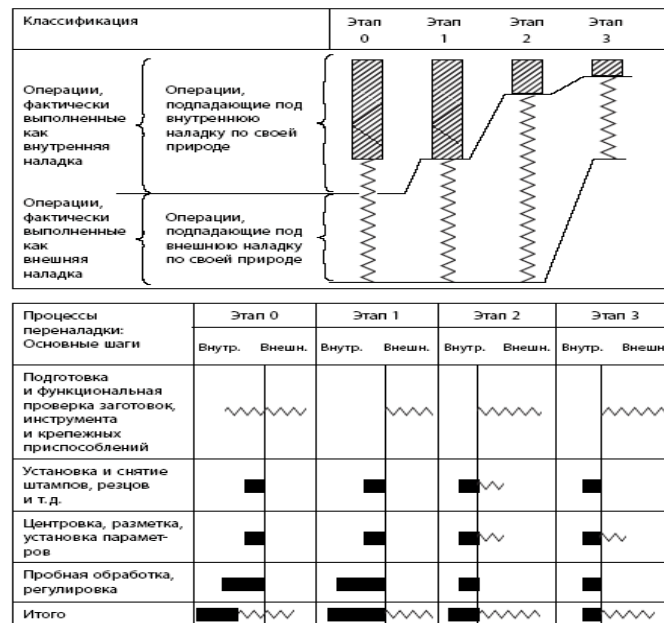 Классификация
Этап 0
Этап 1
Этап 2
Этап 3
Операции,
фактически
выполненные
как
внутренняя
наладка
Операции,
подпадающие под
внутреннюю
наладку по своей
природе
Операции,
фактически
выполненные
как
внешняя
наладка
Операции,
подпадающие под
внешнюю наладку
по своей природе
Процессы
переналадки:
Основные шаги
Этап 0
Этап 1
Этап 2
Этап 3
Внутр. Внешн. Внутр. Внешн. Внутр. Внешн. Внутр. Внешн
Подготовка
и функциональная
проверка заготовок,
инструмента
и крепежных
приспособлений
Установка и снятие
штампов, резцов
и т.д.
Центровка, разметка,
установка парамет-
ров
Пробная обработка,
регулировка
Итого